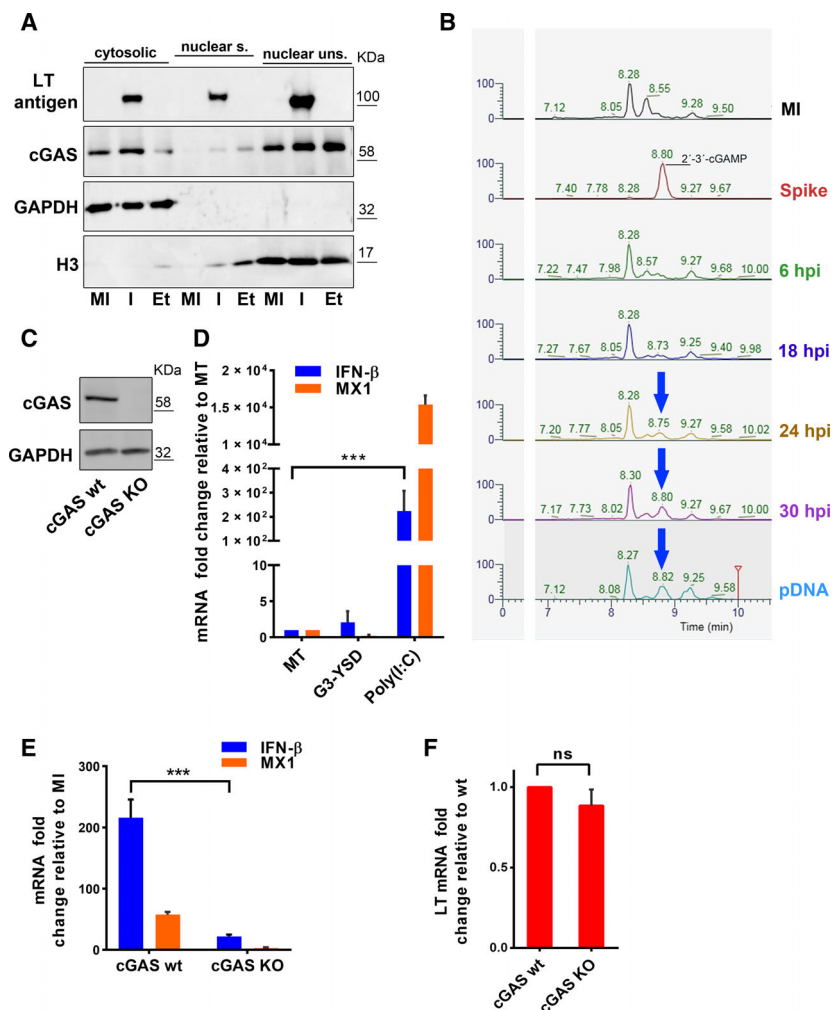 A
cytosolic nuclear s. nuclear uns. KDa
LT antigen 100
cGAS 58
GAPDH 32
H3 17
MI I Et MI I Et MI I Et
B
100 8.28 8.55 7.12 8.05 9.28 9.50 MI
0
100 8.80 2´-3´-cGAMP 7.40 7.78 8.28 9.27 9.67 Spike
0
100 8.28 7.22 7.47 7.98 8.57 9.27 9.68 10.00 6 hpi
0
100 8.28 7.27 7.67 8.05 8.73 9.25 9.40 9.98 18 hpi
0
100 8.28 7.20 7.77 8.05 8.75 9.27 9.58 10.02 24 hpi
0
100 8.30 7.17 7.73 8.02 8.80 9.27 9.67 10.00 30 hpi
0
100 8.27 7.12 8.08 8.82 9.25 9.58 pDNA
0
0 7 8 9 10
Time (min)
C
KDa
cGAS 58
GAPDH 32
cGAS wt cGAS KO
D
IFN-β
MX1
mRNA fold change relative to MT
2 × 10⁴
1.5 × 10⁴
1 × 10⁴
4 × 10²
3 × 10²
2 × 10²
1 × 10²
10
5
2
0
***
MT G3-YSD Poly(I:C)
E
IFN-β
MX1
mRNA fold
change relative to MI
300
200
100
0
***
cGAS wt cGAS KO
F
ns
LT mRNA fold
change relative to wt
1.0
0.5
0.0
cGAS wt cGAS KO